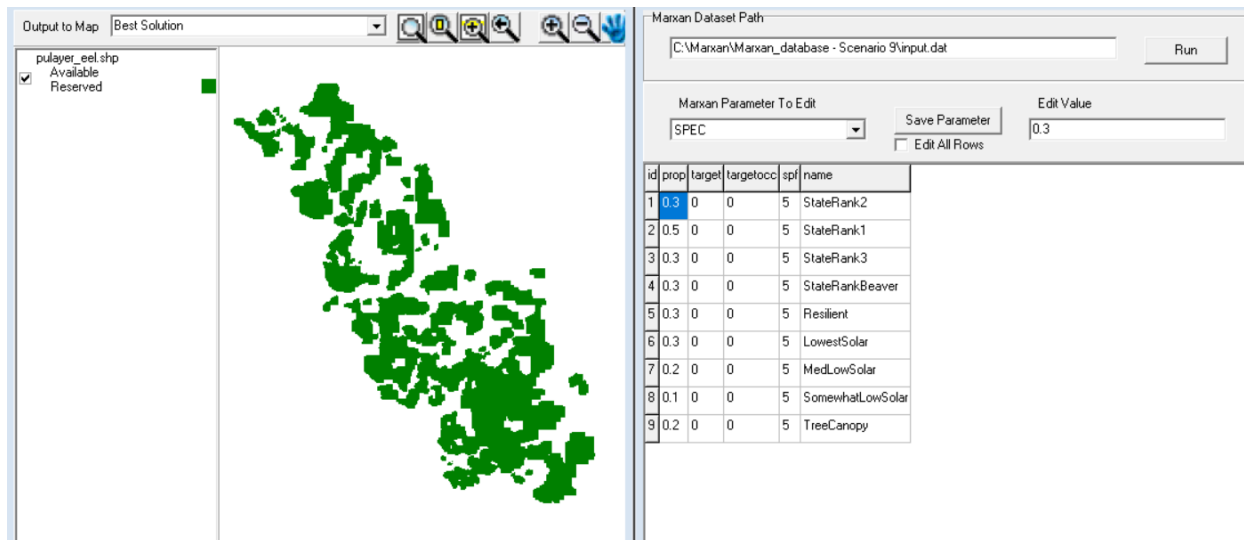 Output to Map Best Solution
pulayer_eel.shp
Available
Reserved
Marxan Dataset Path
C:\Marxan\Marxan_database - Scenario 9\input.dat Run
Marxan Parameter To Edit Edit Value
SPEC Save Parameter 0.3
Edit All Rows
id prop target targetocc spf name
1 0.3 0 0 5 StateRank2
2 0.5 0 0 5 StateRank1
3 0.3 0 0 5 StateRank3
4 0.3 0 0 5 StateRankBeaver
5 0.3 0 0 5 Resilient
6 0.3 0 0 5 LowestSolar
7 0.2 0 0 5 MedLowSolar
8 0.1 0 0 5 SomewhatLowSolar
9 0.2 0 0 5 TreeCanopy